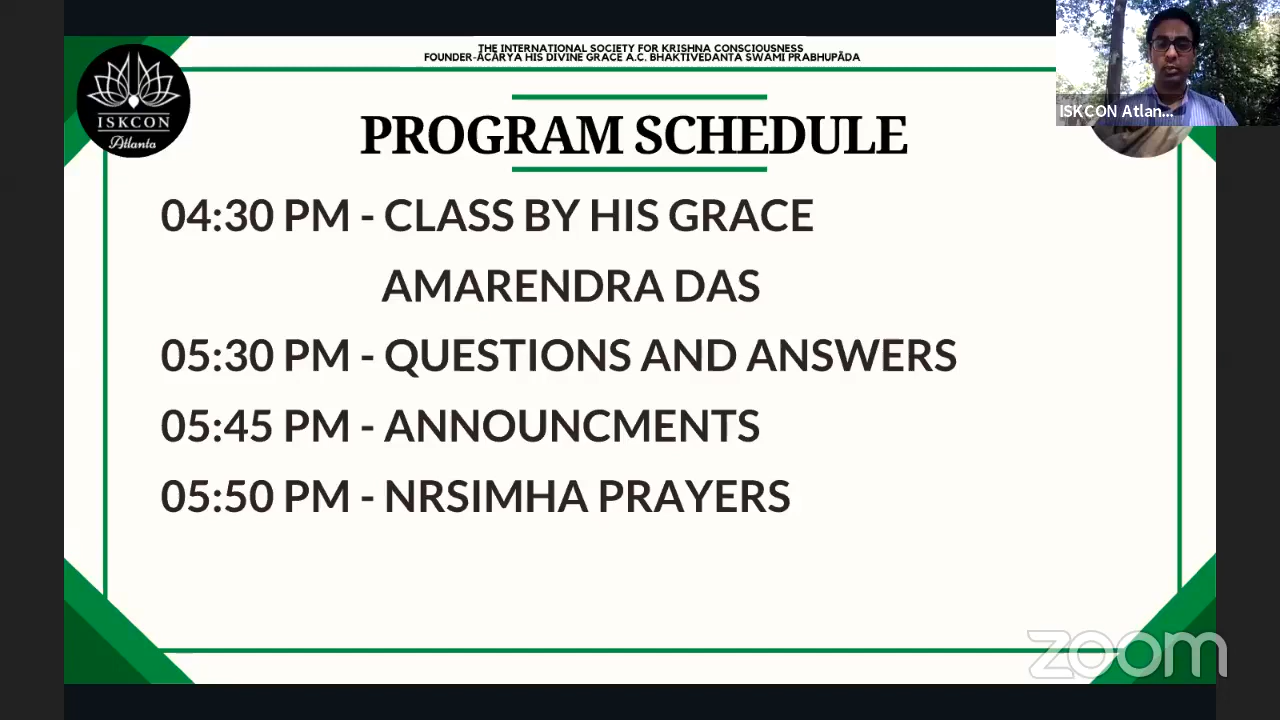 THE INTERNATIONAL SOCIETY FOR KRISHNA CONSCIOUSNESS
FOUNDER-ĀCĀRYA HIS DIVINE GRACE A.C. BHAKTIVEDANTA SWAMI PRABHUPĀDA
ISKCON
Atlanta
ISKCON Atlan...
PROGRAM SCHEDULE
04:30 PM - CLASS BY HIS GRACE
AMARENDRA DAS
05:30 PM - QUESTIONS AND ANSWERS
05:45 PM - ANNOUNCMENTS
05:50 PM - NRSIMHA PRAYERS
zoom